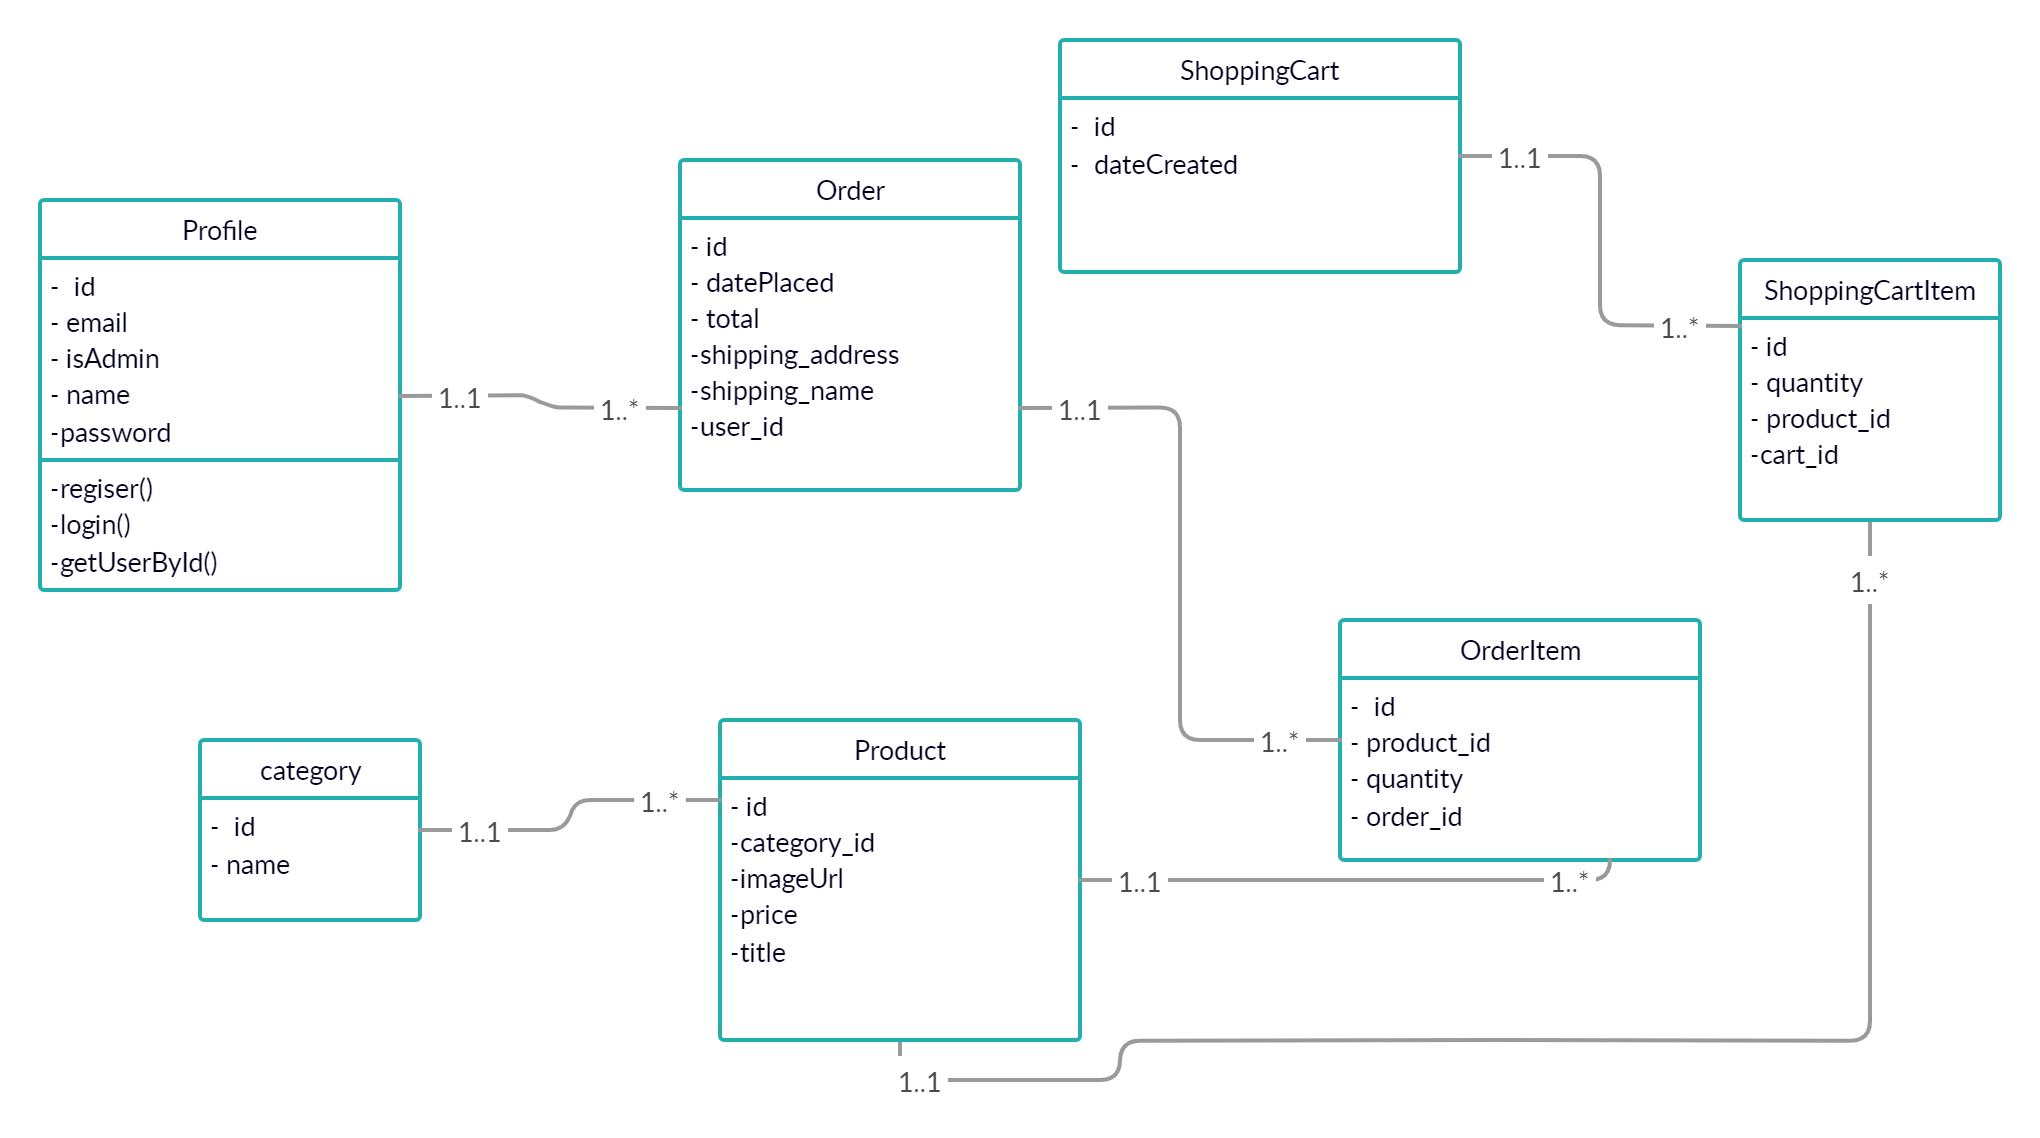 ShoppingCart
- id
- dateCreated
1..1
Order
- id
- datePlaced
- total
-shipping_address
-shipping_name
-user_id
Profile
- id
- email
- isAdmin
- name
-password
-regiser()
-login()
-getUserById()
1..1
1..*
1..1
ShoppingCartItem
- id
- quantity
- product_id
-cart_id
1..*
1..*
OrderItem
- id
- product_id
- quantity
- order_id
1..*
category
- id
- name
1..1
1..*
Product
- id
-category_id
-imageUrl
-price
-title
1..1
1..*
1..1